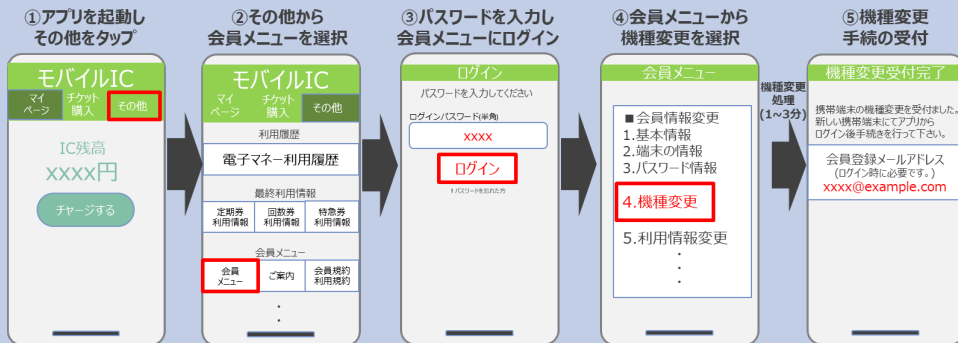 ①アプリを起動し
その他をタップ
モバイルIC
マイ
ページ
チケット
購入
その他
IC残高
xxxx円
チャージする
②その他から
会員メニューを選択
モバイルIC
マイ
ページ
チケット
購入
その他
利用履歴
電子マネー利用履歴
最終利用情報
定期券
利用情報
回数券
利用情報
特急券
利用情報
会員メニュー
会員
メニュー
ご案内
会員規約
利用規約
・
・
③パスワードを入力し
会員メニューにログイン
ログイン
パスワードを入力してください
ログインパスワード(半角)
xxxx
ログイン
!パスワードを忘れた方
④会員メニューから
機種変更を選択
会員メニュー
■会員情報変更
1.基本情報
2.端末の情報
3.パスワード情報
4.機種変更
5.利用情報変更
・
・
・
機種変更
処理
(1~3分)
⑤機種変更
手続の受付
機種変更受付完了
携帯端末の機種変更を受付ました。
新しい携帯端末にてアプリから
ログイン後手続きを行って下さい。
会員登録メールアドレス
(ログイン時に必要です。)
xxxx@example.com